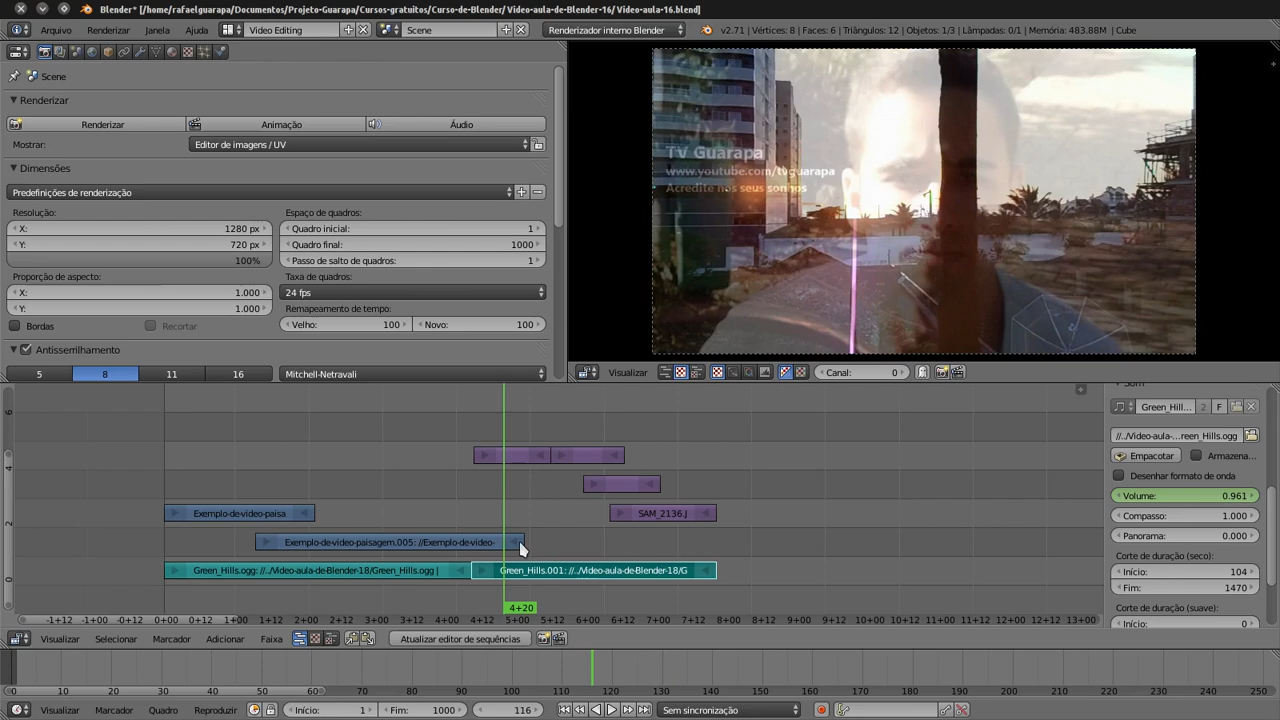 Blender* [/home/rafaelguarapa/Documentos/Projeto-Guarapa/Cursos-gratuitos/Curso-de-Blender/ Video-aula-de-Blender-16/ Video-aula-16.blend]
Arquivo Renderizar Janela Ajuda Video Editing Scene Renderizador interno Blender v2.71 | Vértices: 8 | Faces: 6 | Triângulos: 12 | Objetos: 1/3 | Lâmpadas: 0/1 | Memória: 483.88M | Cube
Scene
Renderizar
Renderizar Animação Áudio
Mostrar: Editor de imagens / UV
Dimensões
Predefinições de renderização
Resolução: Espaço de quadros:
X: 1280 px Quadro inicial: 1
Y: 720 px Quadro final: 1000
100% Passo de salto de quadros: 1
Proporção de aspecto: Taxa de quadros:
X: 1.000 24 fps
Y: 1.000 Remapeamento de tempo:
Bordas Recortar Velho: 100 Novo: 100
Antisserrilhamento
5 8 11 16 Mitchell-Netravali
Tv Guarapa
www.youtube.com/tvguarapa
Acredite nos seus sonhos
Visualizar Canal: 0
6
4
2
0
Exemplo-de-video-paisa
SAM_2136.J
Exemplo-de-video-paisagem.005: //Exemplo-de-video-
Green_Hills.ogg: //../Video-aula-de-Blender-18/Green_Hills.ogg |
Green_Hills.001: //../Video-aula-de-Blender-18/G
4+20
-1+12 -1+00 -0+12 0+00 0+12 1+00 1+12 2+00 2+12 3+00 3+12 4+00 4+12 5+00 5+12 6+00 6+12 7+00 7+12 8+00 8+12 9+00 9+12 10+00 10+12 11+00 11+12 12+00 12+12 13+00
Green_Hill... 2 F
//../Video-aula-...reen_Hills.ogg
Empacotar Armazena...
Desenhar formato de onda
Volume: 0.961
Compasso: 1.000
Panorama: 0.000
Corte de duração (seco):
Início: 104
Fim: 1470
Corte de duração (suave):
Início: 0
Visualizar Selecionar Marcador Adicionar Faixa Atualizar editor de sequências
0 10 20 30 40 50 60 70 80 90 100 110 120 130 140 150 160 170 180 190 200 210 220 230 240 250
Visualizar Marcador Quadro Reproduzir Início: 1 Fim: 1000 116 Sem sincronização